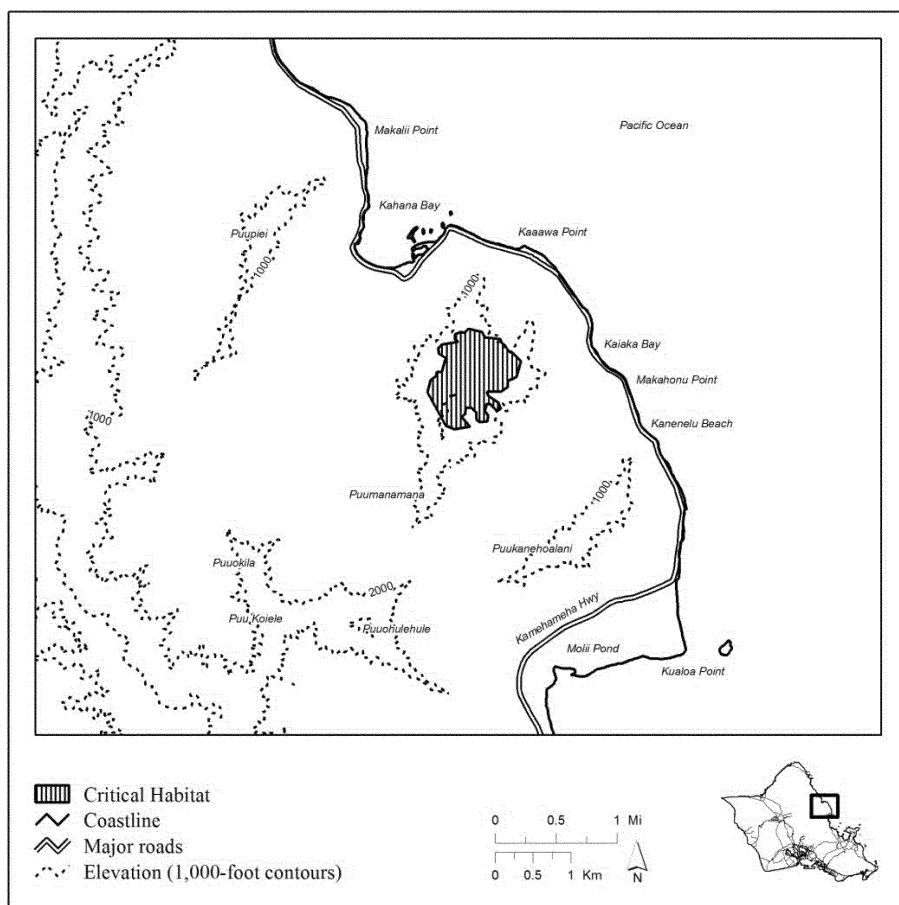 Makalii Point
Pacific Ocean
Kahana Bay
Puupiei
Kaaawa Point
1000
1000
Kaiaka Bay
Makahonu Point
1000
Kanenelu Beach
Puumanamana
1000
Puukanehoalani
Puuokila
2000
Puu Koiele
Puuohulehule
Kamehameha Hwy
Molii Pond
Kualoa Point
Critical Habitat
Coastline
Major roads
Elevation (1,000-foot contours)
0 0.5 1 Mi
0 0.5 1 Km
N